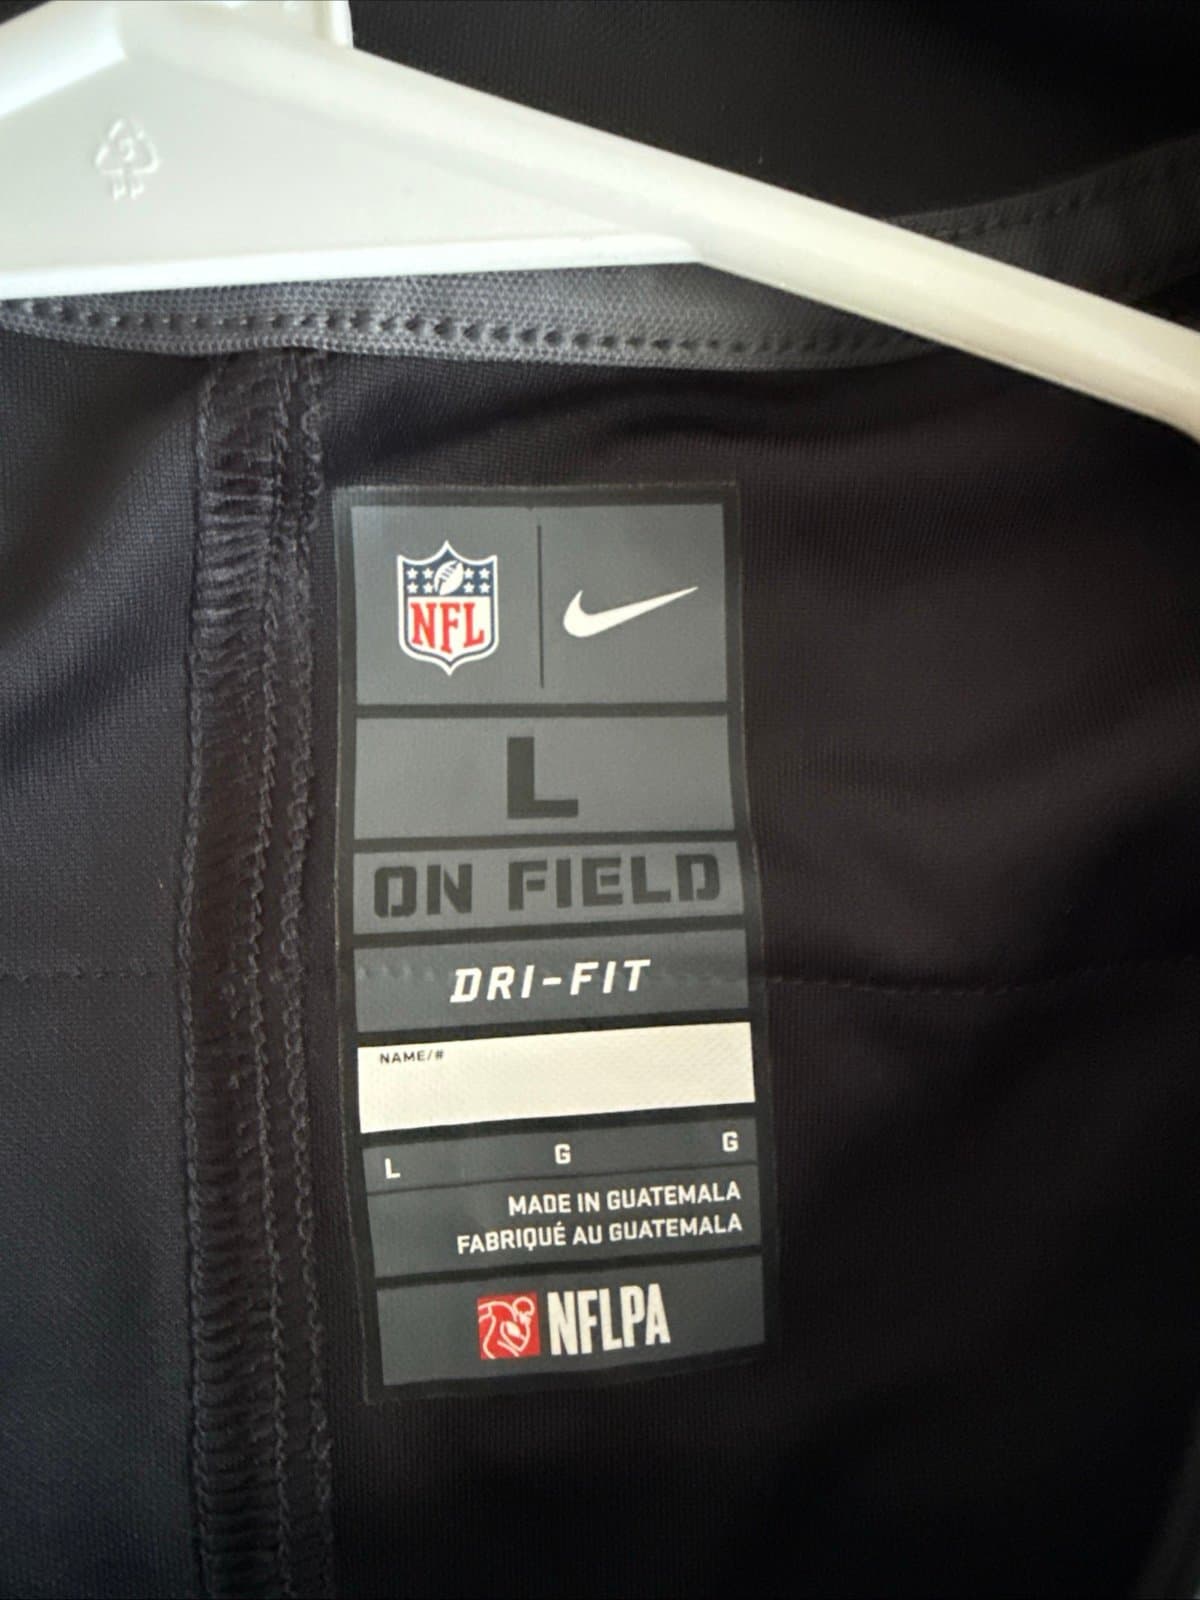 NFL
L
ON FIELD
DRI-FIT
NAME/#
L G G
MADE IN GUATEMALA
FABRIQUÉ AU GUATEMALA
NFLPA